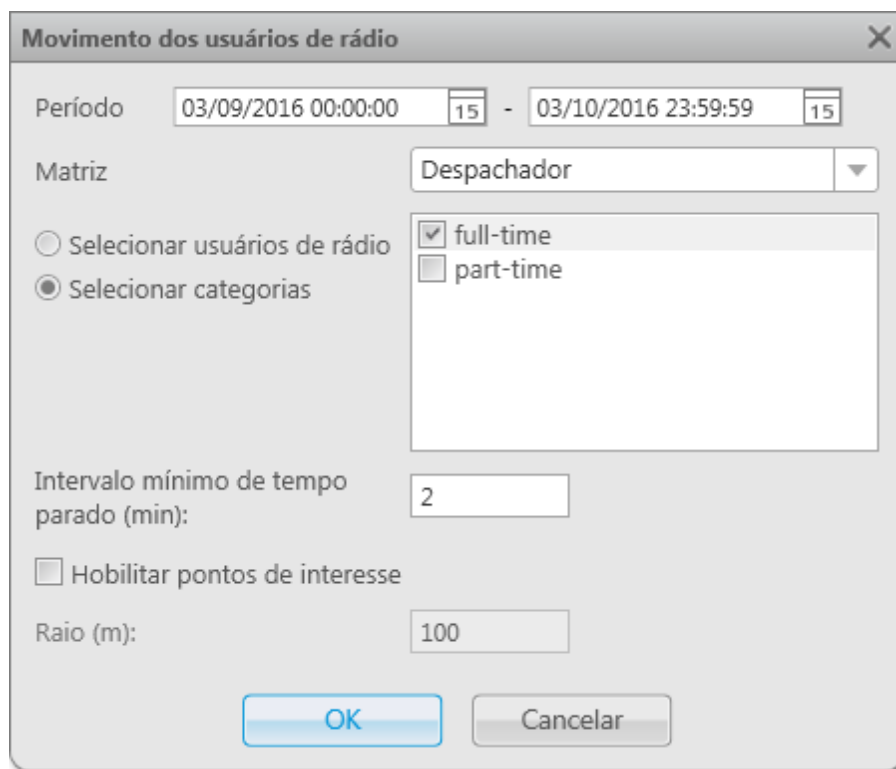 Movimento dos usuários de rádio
Período 03/09/2016 00:00:00 15 - 03/10/2016 23:59:59 15
Matriz Despachador
Selecionar usuários de rádio
Selecionar categorias
full-time
part-time
Intervalo mínimo de tempo
parado (min):
2
Hobilitar pontos de interesse
Raio (m): 100
OK Cancelar